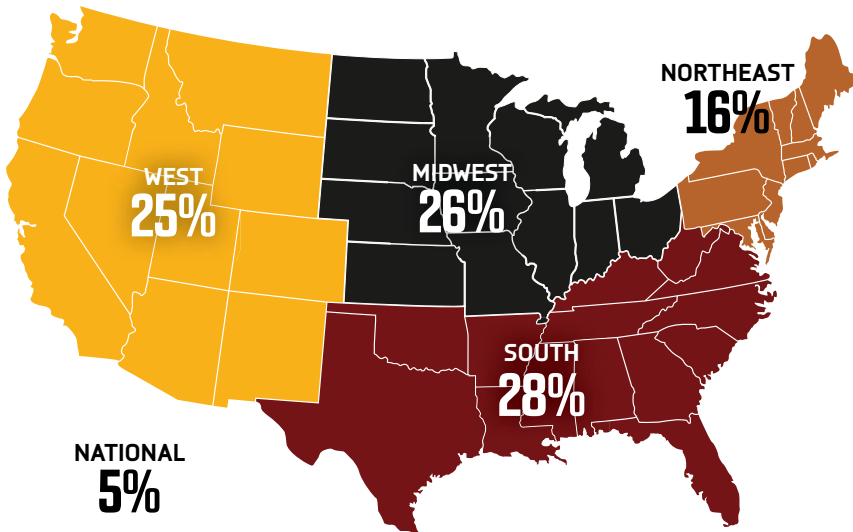 NORTHEAST
16%
WEST
25%
MIDWEST
26%
SOUTH
28%
NATIONAL
5%